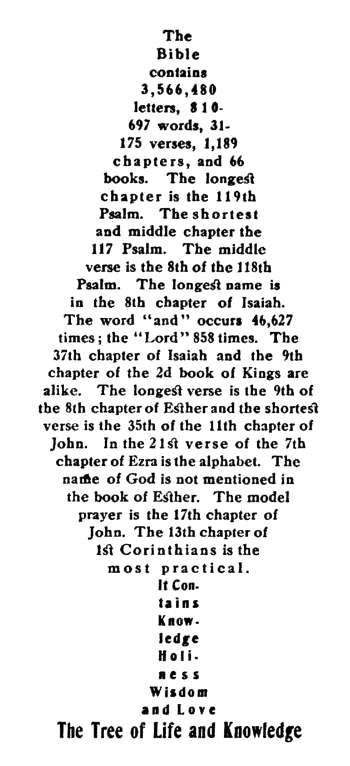 The
Bible
contains
3,566,480
letters, 810-
697 words, 31-
175 verses, 1,189
chapters, and 66
books. The longest
chapter is the 119th
Psalm. The shortest
and middle chapter the
117 Psalm. The middle
verse is the 8th of the 118th
Psalm. The longest name is
in the 8th chapter of Isaiah.
The word "and" occurs 46,627
times; the "Lord" 858 times. The
37th chapter of Isaiah and the 9th
chapter of the 2d book of Kings are
alike. The longest verse is the 9th of
the 8th chapter of Esther and the shortest
verse is the 35th of the 11th chapter of
John. In the 21st verse of the 7th
chapter of Ezra is the alphabet. The
name of God is not mentioned in
the book of Esther. The model
prayer is the 17th chapter of
John. The 13th chapter of
1st Corinthians is the
most practical.
It Con-
tains
Know-
ledge
Holi-
ness
Wisdom
and Love
The Tree of Life and Knowledge